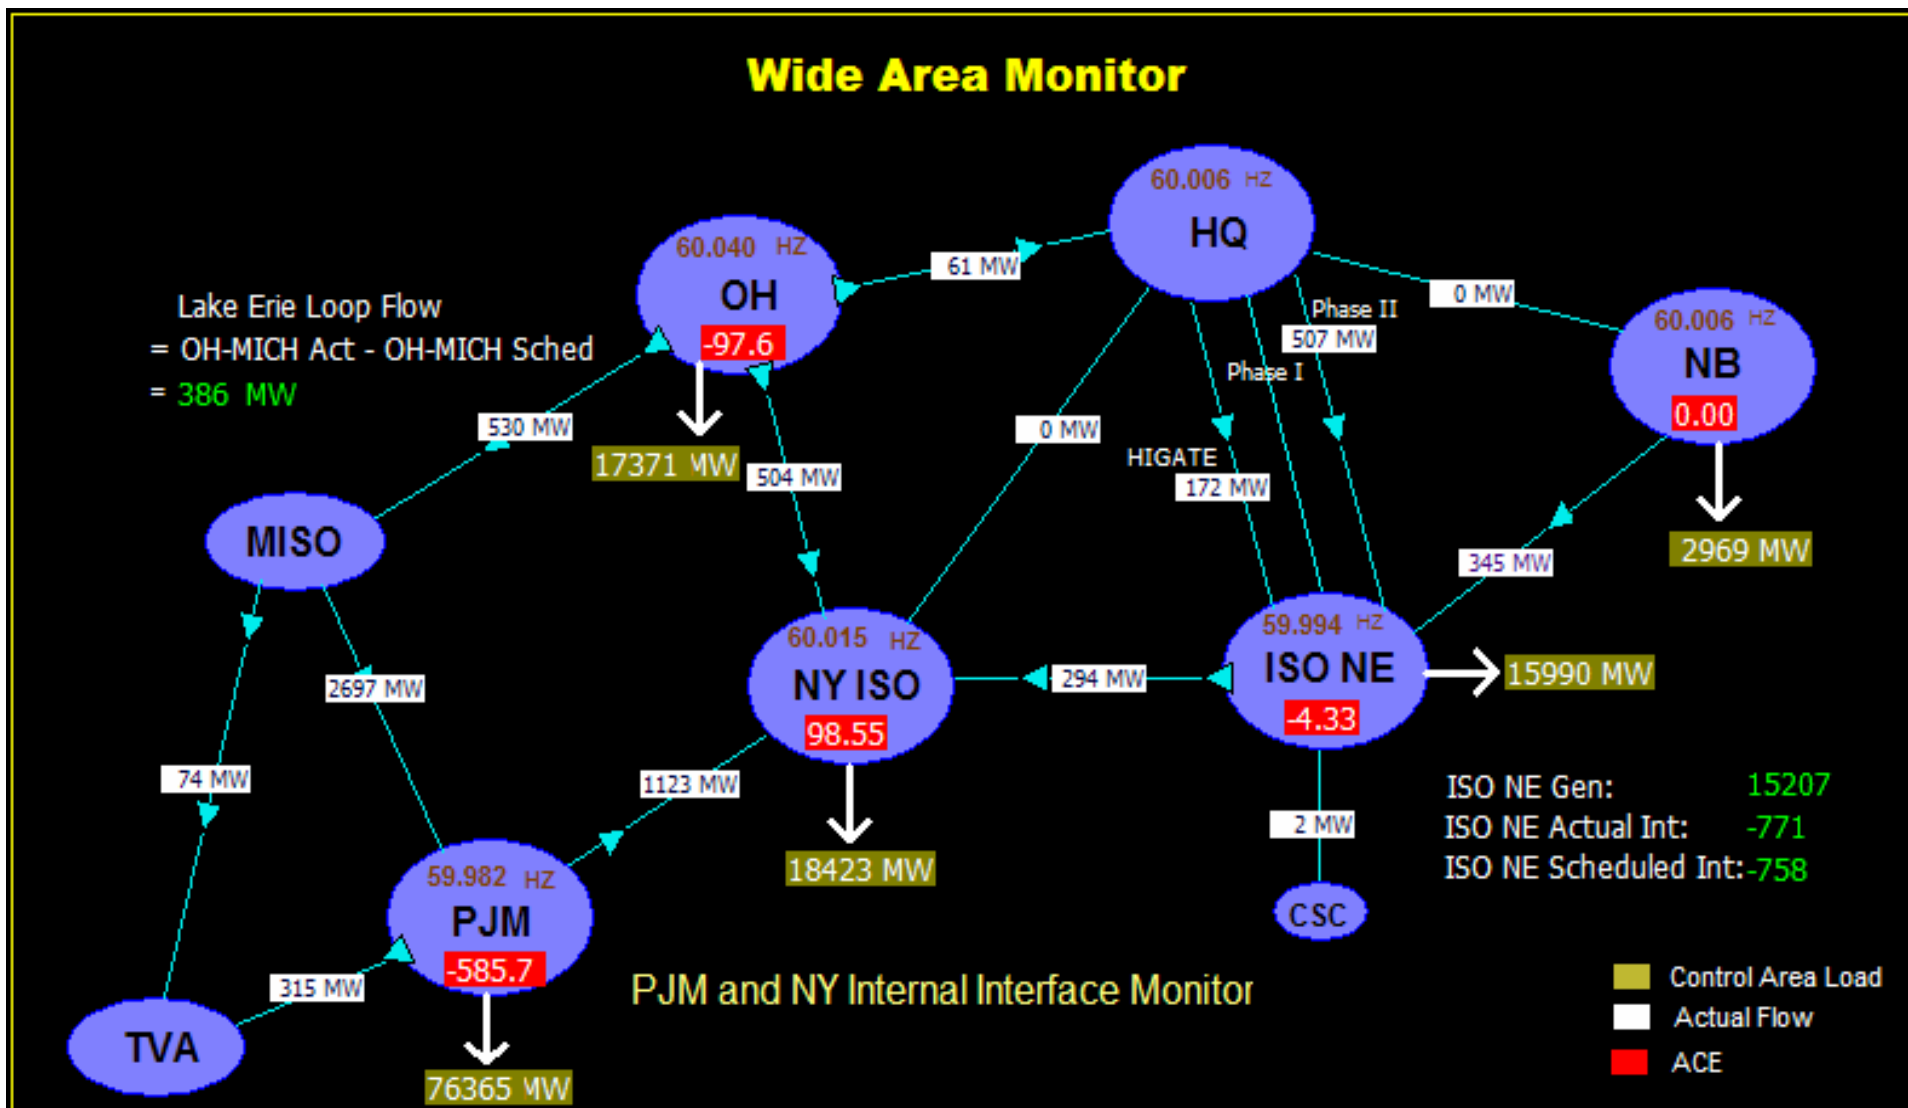 Wide Area Monitor
60.006 HZ
HQ
60.040 HZ
OH
-97.6
61 MW
Lake Erie Loop Flow
= OH-MICH Act - OH-MICH Sched
= 386 MW
Phase II
507 MW
0 MW
60.006 HZ
NB
0.00
Phase I
530 MW
17371 MW
504 MW
0 MW
HIGATE
172 MW
MISO
345 MW
2969 MW
60.015 HZ
NY ISO
98.55
294 MW
59.994 HZ
ISO NE
-4.33
15990 MW
2697 MW
74 MW
1123 MW
18423 MW
2 MW
CSC
ISO NE Gen: 15207
ISO NE Actual Int: -771
ISO NE Scheduled Int: -758
59.982 HZ
PJM
-585.7
315 MW
TVA
76365 MW
PJM and NY Internal Interface Monitor
Control Area Load
Actual Flow
ACE